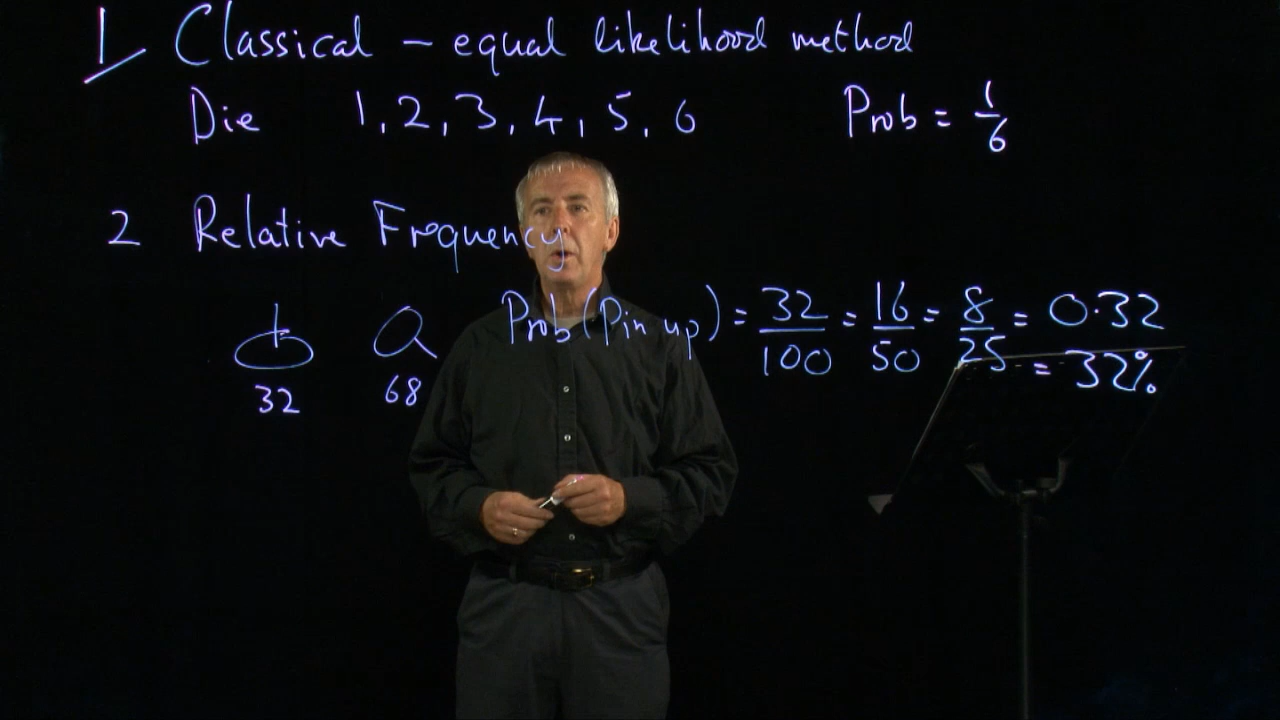 1 Classical - equal likelihood method
Die 1, 2, 3, 4, 5, 6 Prob = 1/6
2 Relative Frequency
Prob (Pin up) = 32/100 = 16/50 = 8/25 = 0.32
= 32%
32 68